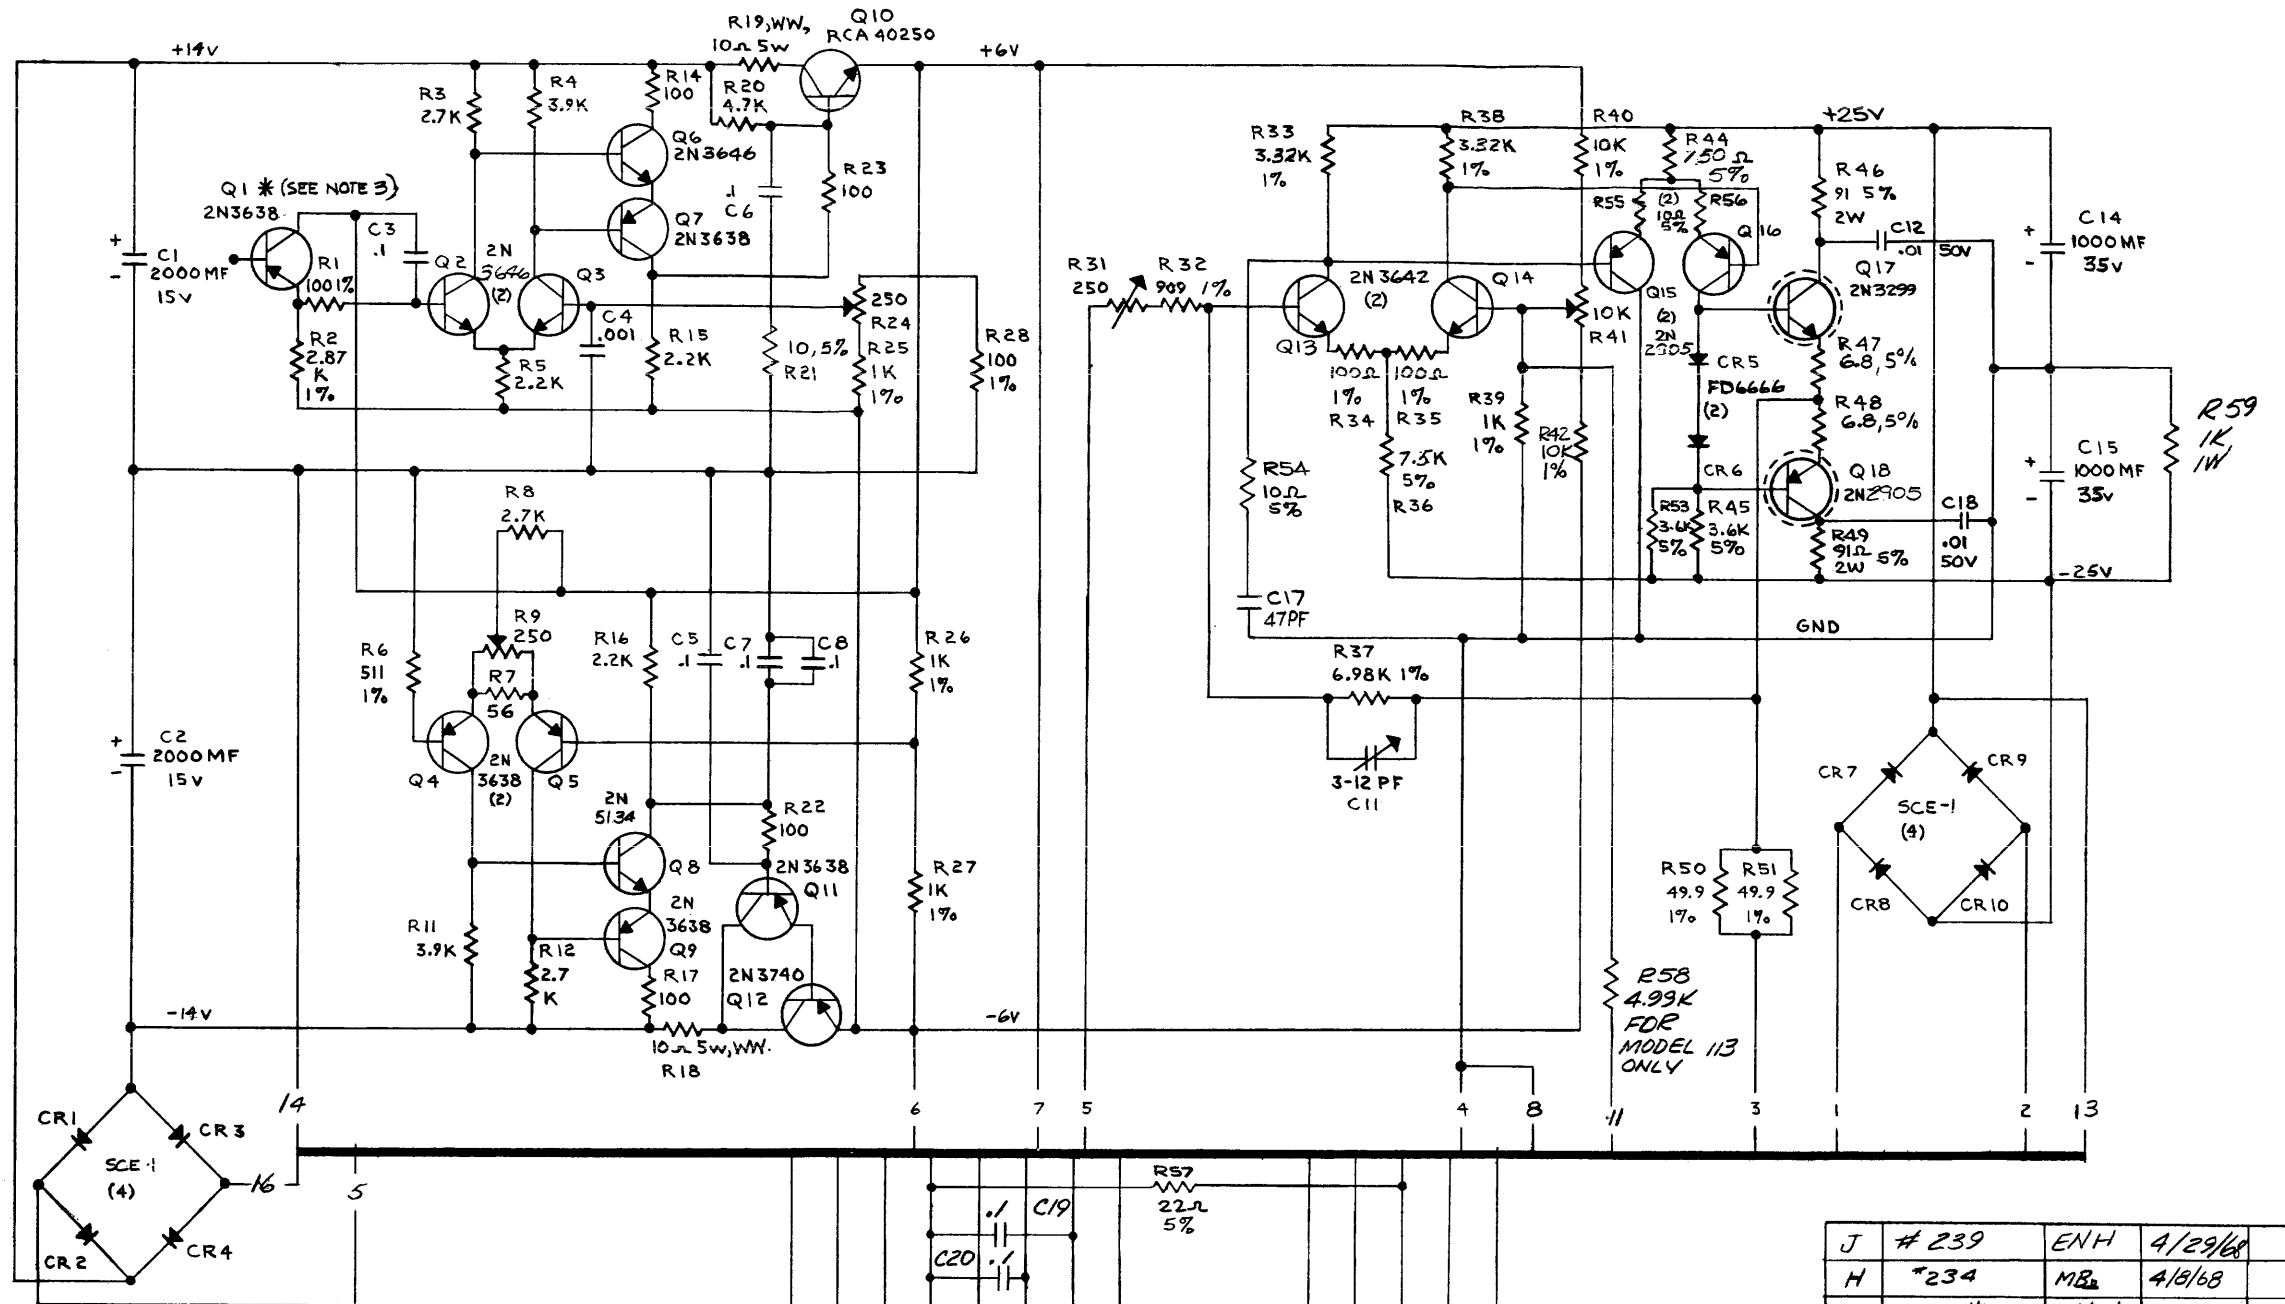 +14V
R19,WW,
10Ω 5W
Q10
RCA 40250
+6V
R3
2.7K
R4
3.9K
R14
100
R20
4.7K
Q6
2N3646
Q1 * (SEE NOTE 3)
2N3638
C3
.1
Q7
2N3638
.1
C6
R23
100
+
C1
-
2000MF
15V
R1
100 1%
Q2
2N
3646
(2)
Q3
R2
2.87
K
1%
C4
.001
R5
2.2K
R15
2.2K
10,5%
R21
250
R24
R25
1K
1%
R28
100
1%
R8
2.7K
R9
250
R7
56
R6
511
1%
R16
2.2K
C5
.1
C7
.1
C8
.1
R26
1K
1%
+
C2
-
2000MF
15V
Q4
2N
3638
(2)
Q5
2N
5134
Q8
R22
100
2N3638
Q11
R27
1K
1%
R11
3.9K
R12
2.7
K
2N
3638
Q9
R17
100
2N3740
Q12
-14V
10Ω 5W,WW.
R18
-6V
CR1
CR3
SCE-1
(4)
CR2
CR4
14
16
5
6
7
5
4
8
11
3
1
2
13
R33
3.32K
1%
R38
3.32K
1%
R40
10K
1%
R44
750 Ω
5%
+25V
R46
91 5%
2W
R55
(2)
10Ω
5%
R56
Q16
C12
.01
50V
+
C14
-
1000MF
35V
R31
250
R32
909 1%
2N3642
(2)
Q13
Q14
Q15
(2)
2N
2905
10K
R41
Q17
2N3299
100Ω
1%
R34
100Ω
1%
R35
CR5
FD6666
(2)
CR6
R47
6.8, 5%
R48
6.8, 5%
R39
1K
1%
R42
10K
1%
R54
10Ω
5%
7.5K
5%
R36
R53
3.6K
5%
R45
3.6K
5%
Q18
2N2905
C18
.01
50V
R49
91Ω 5%
2W
+
C15
-
1000MF
35V
R59
1K
1W
-25V
C17
47PF
GND
R37
6.98K 1%
3-12 PF
C11
R50
49.9
1%
R51
49.9
1%
CR7
CR9
SCE-1
(4)
CR8
CR10
R58
4.99K
FOR
MODEL 113
ONLY
R57
22Ω
5%
.1
C19
C20
.1
J # 239 ENH 4/29/68
H #234 4/8/68